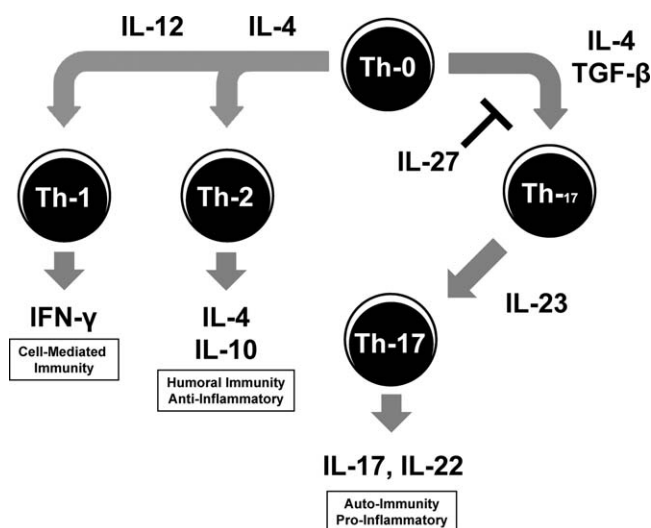 IL-12
IL-4
Th-0
IL-4
TGF-β
IL-27
Th-1
Th-2
Th-17
IL-23
IFN-γ
Cell-Mediated
Immunity
IL-4
IL-10
Humoral Immunity
Anti-Inflammatory
Th-17
IL-17, IL-22
Auto-Immunity
Pro-Inflammatory